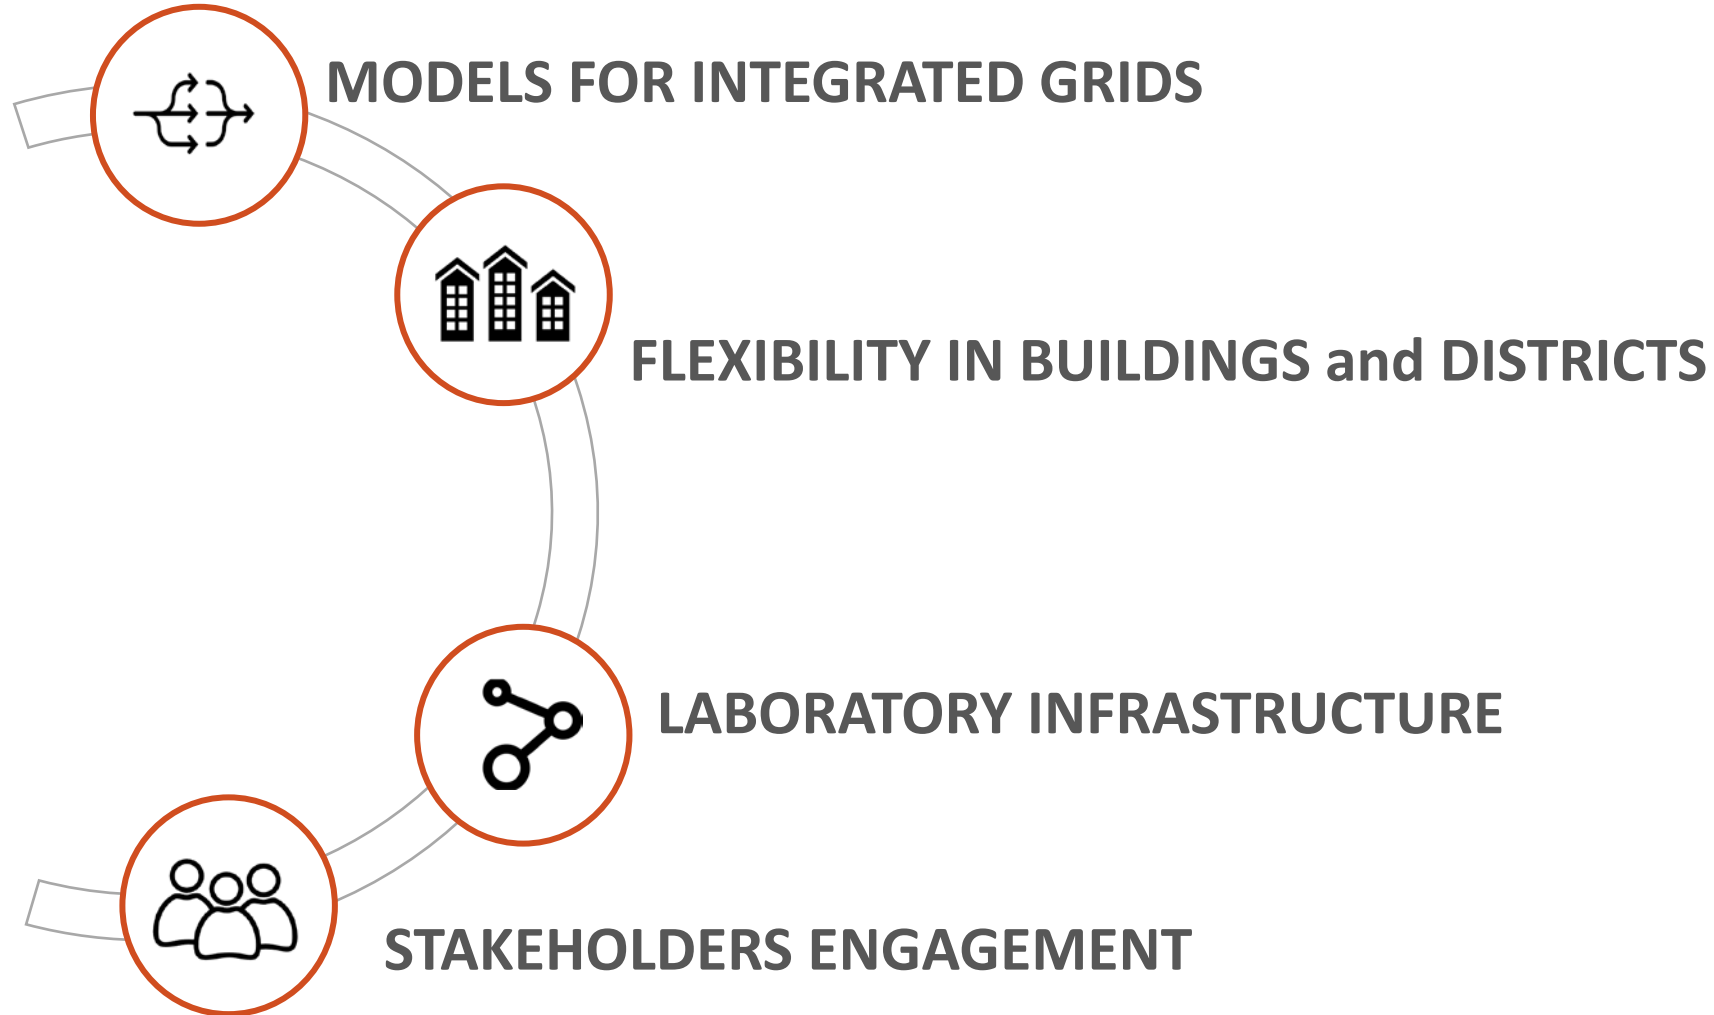 MODELS FOR INTEGRATED GRIDS
FLEXIBILITY IN BUILDINGS and DISTRICTS
LABORATORY INFRASTRUCTURE
STAKEHOLDERS ENGAGEMENT